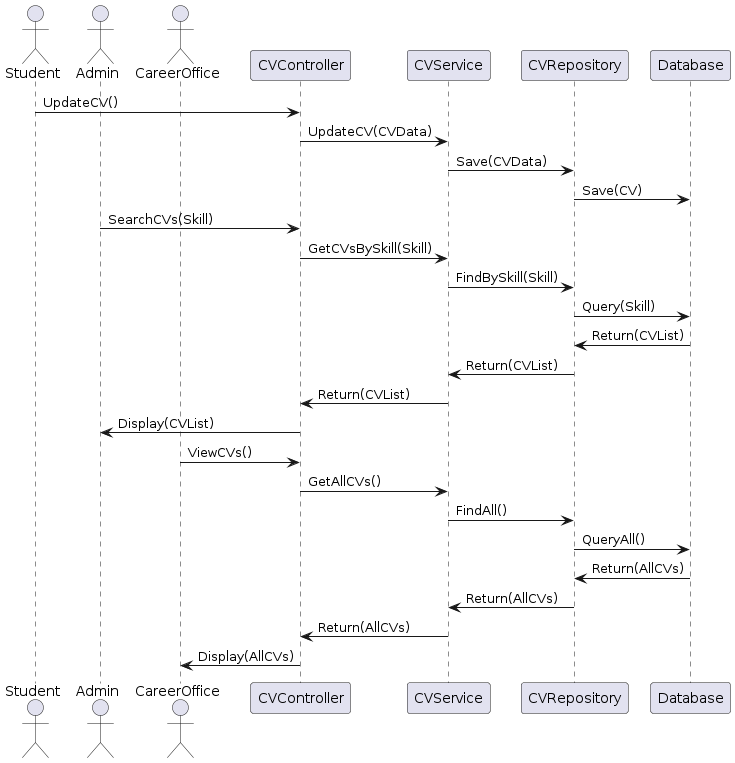 Student
Admin
CareerOffice
CVController
CVService
CVRepository
Database
UpdateCV()
UpdateCV(CVData)
Save(CVData)
Save(CV)
SearchCVs(Skill)
GetCVsBySkill(Skill)
FindBySkill(Skill)
Query(Skill)
Return(CVList)
Return(CVList)
Return(CVList)
Display(CVList)
ViewCVs()
GetAllCVs()
FindAll()
QueryAll()
Return(AllCVs)
Return(AllCVs)
Return(AllCVs)
Display(AllCVs)
Student
Admin
CareerOffice
CVController
CVService
CVRepository
Database